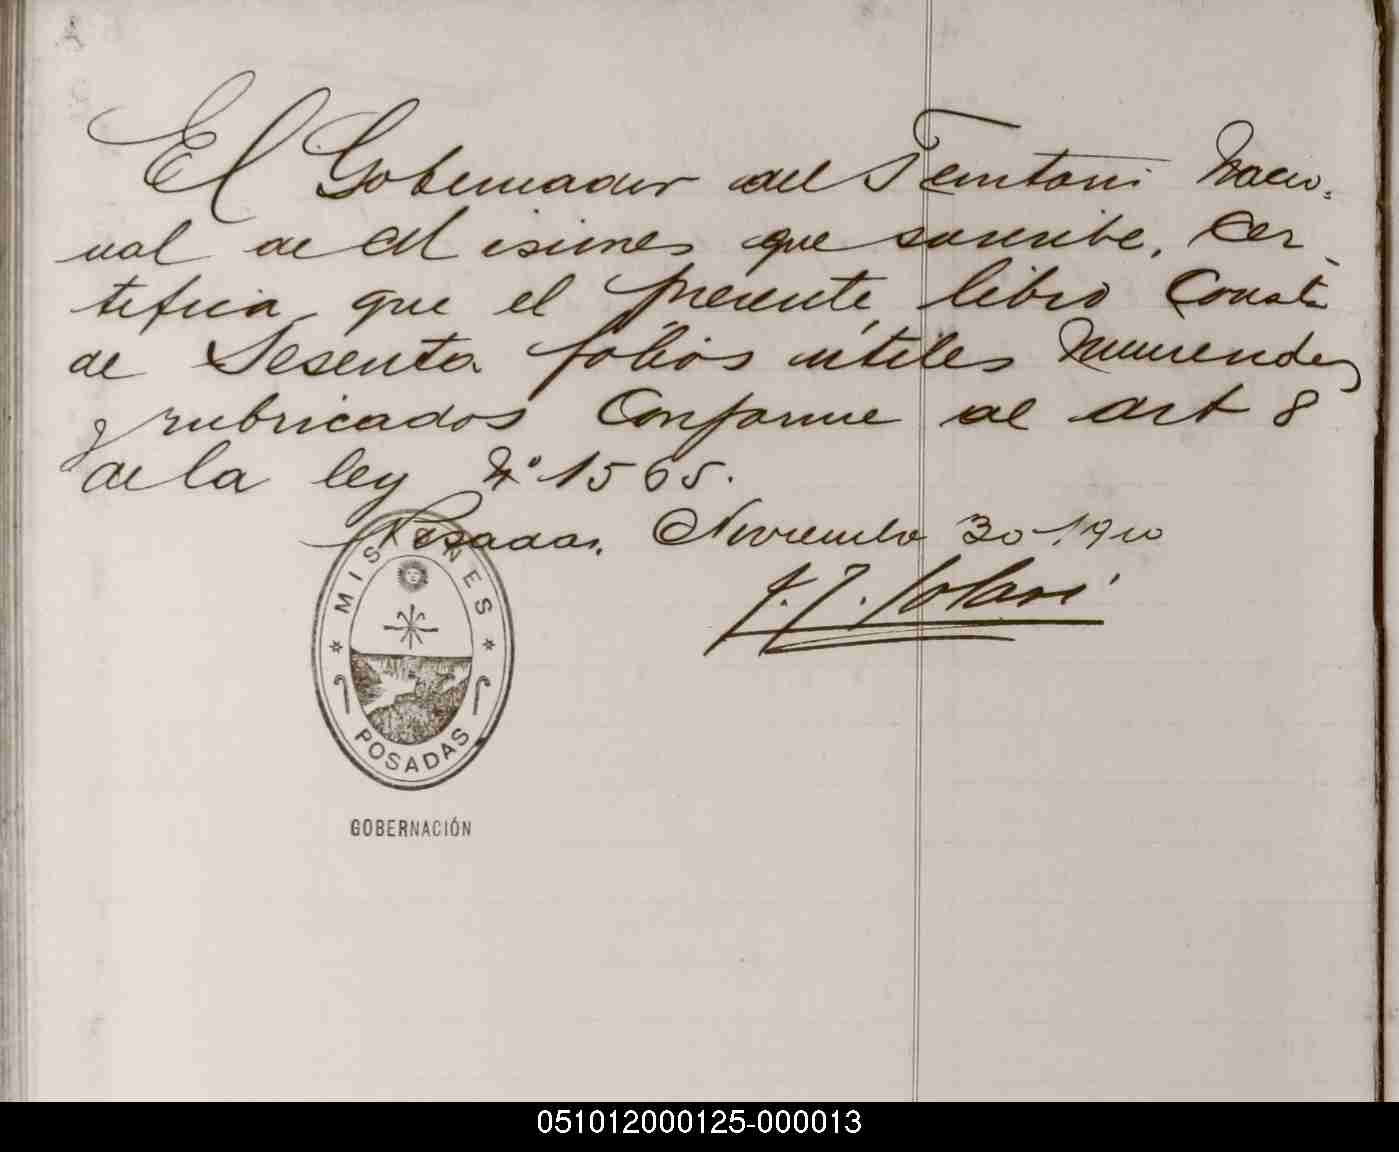 El Gobernador del Territorio Nacio-
nal de Misiones que suscribe, Cer-
tifica que el presente libro Consta
de Sesenta folios útiles Numerados
y rubricados Conforme al art 8
de la ley Nº 1565.
Posadas, Noviembre 30-1910
J. J. Solari
MISIONES
POSADAS
GOBERNACIÓN
051012000125-000013